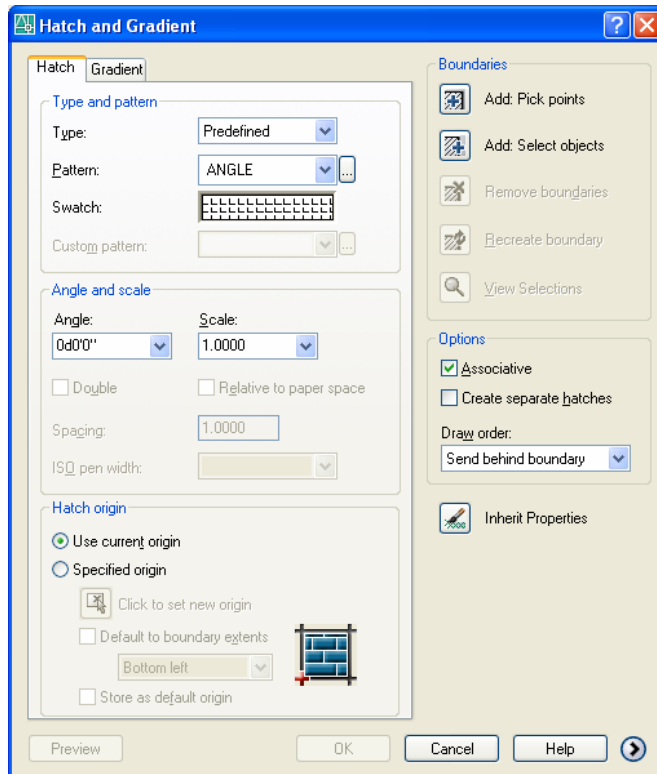 Hatch and Gradient
Hatch
Gradient
Type and pattern
Type:
Predefined
Pattern:
ANGLE
...
Swatch:
Custom pattern:
...
Angle and scale
Angle:
Scale:
0d0'0"
1.0000
Double
Relative to paper space
Spacing:
1.0000
ISO pen width:
Hatch origin
Use current origin
Specified origin
Click to set new origin
Default to boundary extents
Bottom left
Store as default origin
Boundaries
Add: Pick points
Add: Select objects
Remove boundaries
Recreate boundary
View Selections
Options
Associative
Create separate hatches
Draw order:
Send behind boundary
Inherit Properties
Preview
OK
Cancel
Help